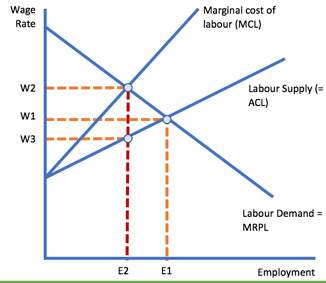 Wage
Rate
Marginal cost of
labour (MCL)
W2
Labour Supply (=
ACL)
W1
W3
Labour Demand =
MRPL
E2
E1
Employment